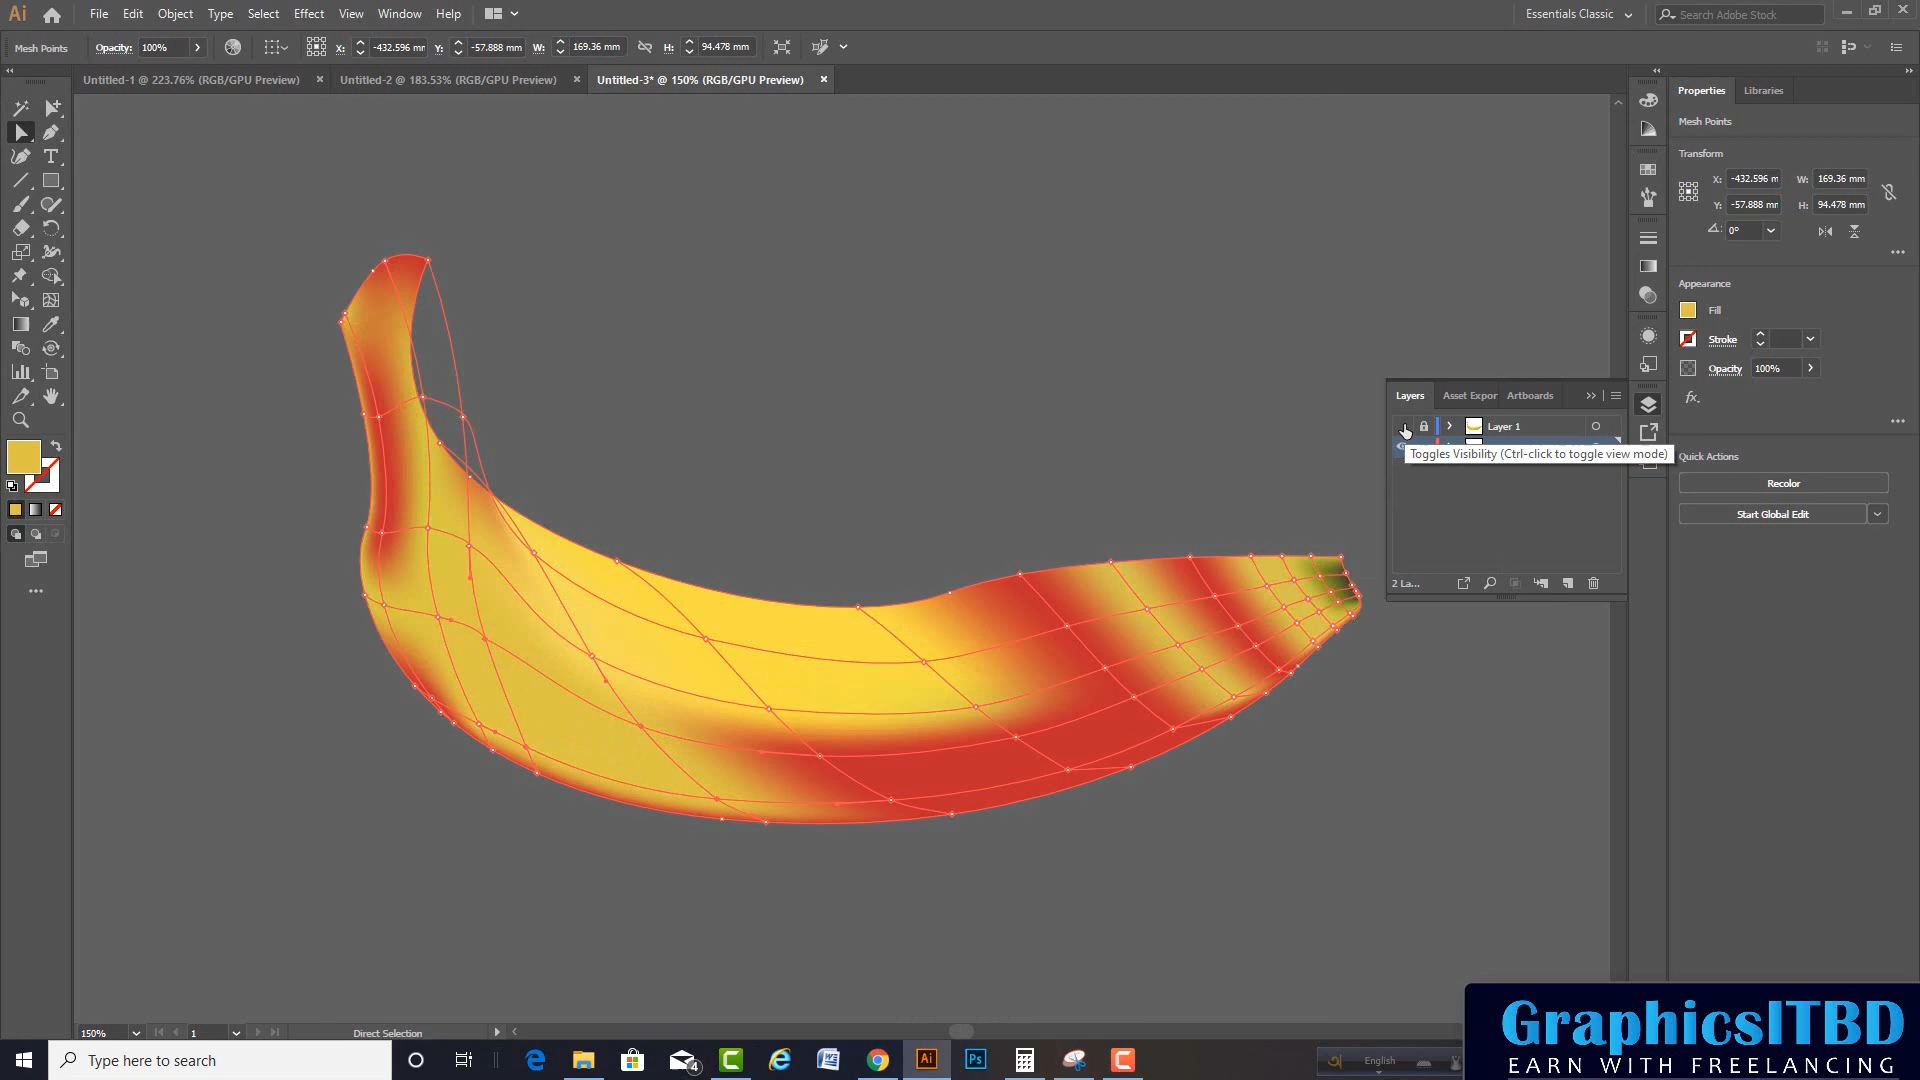 Ai File Edit Object Type Select Effect View Window Help Essentials Classic Search Adobe Stock
Mesh Points Opacity: 100% X: -432.596 mm Y: -57.888 mm W: 169.36 mm H: 94.478 mm
Untitled-1 @ 223.76% (RGB/GPU Preview) × Untitled-2 @ 183.53% (RGB/GPU Preview) × Untitled-3* @ 150% (RGB/GPU Preview) ×
Properties Libraries
Mesh Points
Transform
X: -432.596 m W: 169.36 mm
Y: -57.888 mm H: 94.478 mm
0°
Appearance
Fill
Stroke
Opacity 100%
fx.
Quick Actions
Recolor
Start Global Edit
Layers Asset Expor Artboards
Layer 1
Toggles Visibility (Ctrl-click to toggle view mode)
2 La...
150% 1 Direct Selection
GraphicsITBD
EARN WITH FREELANCING
Type here to search
4
Ai
Ps
English